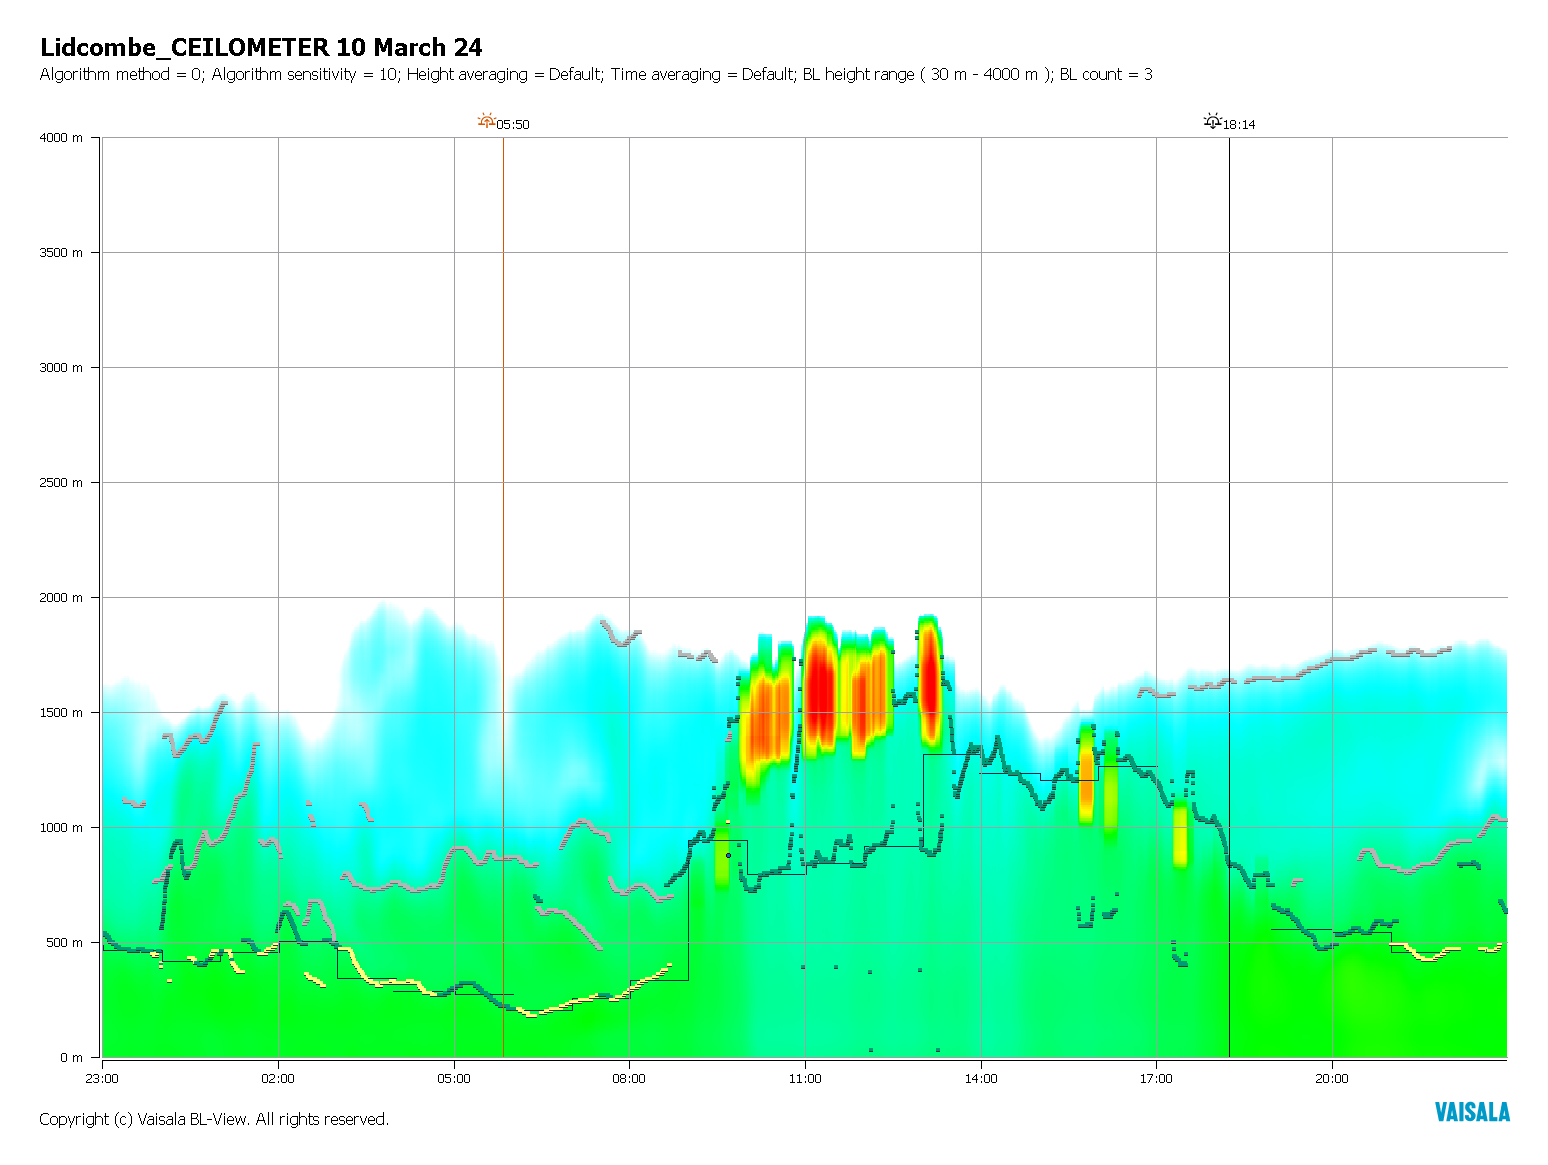 Lidcombe_CEILOMETER 10 March 24
Algorithm method = 0; Algorithm sensitivity = 10; Height averaging = Default; Time averaging = Default; BL height range ( 30 m - 4000 m ); BL count = 3
05:50 18:14
4000 m
3500 m
3000 m
2500 m
2000 m
1500 m
1000 m
500 m
0 m
23:00 02:00 05:00 08:00 11:00 14:00 17:00 20:00
Copyright (c) Vaisala BL-View. All rights reserved.
VAISALA